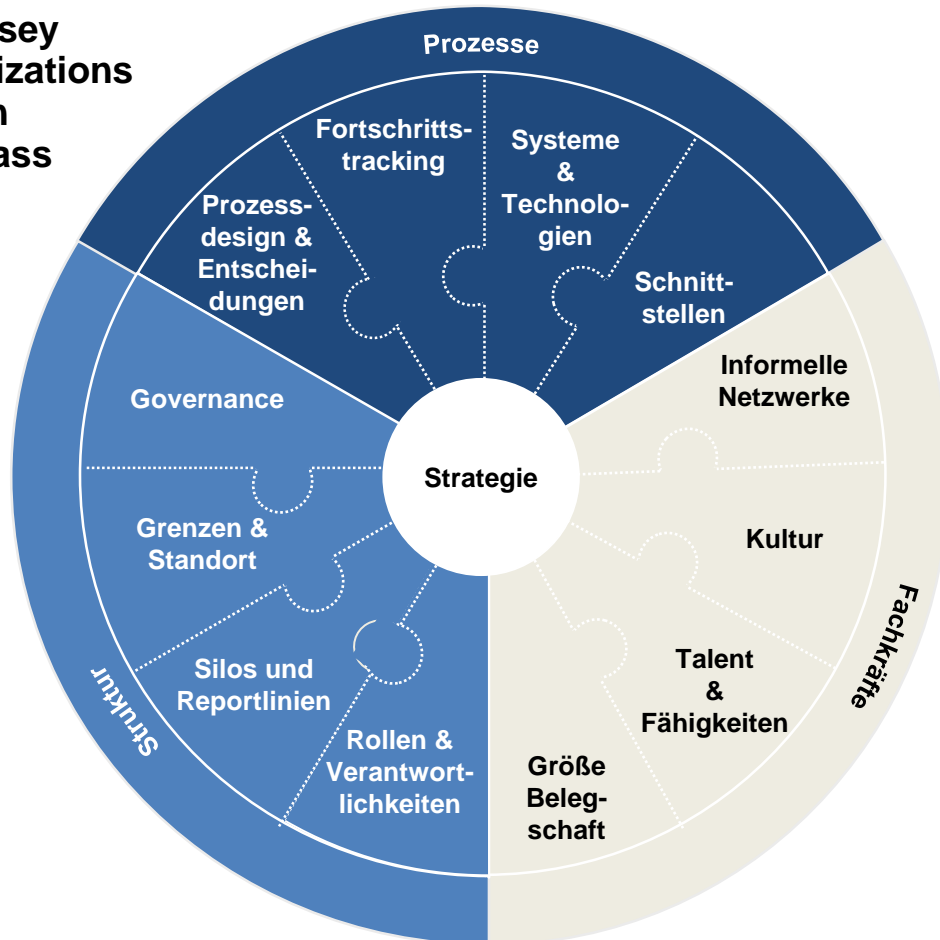 sey
izations
n
ass
Prozesse
Fortschritts-
tracking
Systeme
&
Technolo-
gien
Prozess-
design &
Entschei-
dungen
Schnitt-
stellen
Informelle
Netzwerke
Governance
Strategie
Grenzen &
Standort
Kultur
Fachkräfte
Silos und
Reportlinien
Talent
&
Fähigkeiten
Struktur
Rollen &
Verantwort-
lichkeiten
Größe
Beleg-
schaft